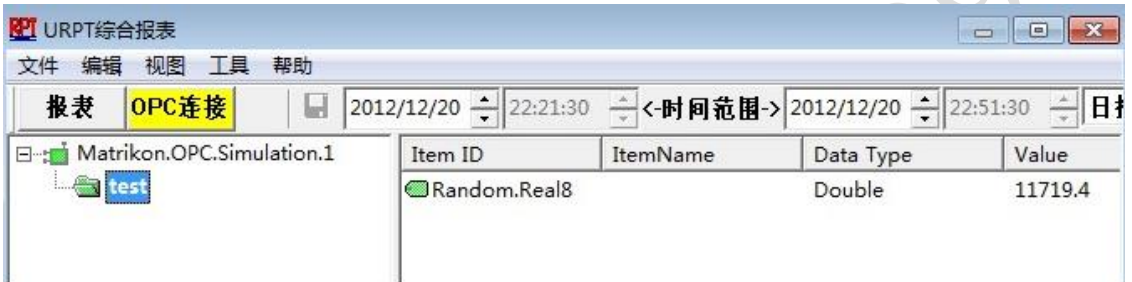 RPT URPT综合报表
文件 编辑 视图 工具 帮助
报表 OPC连接 2012/12/20 22:21:30 <-时间范围-> 2012/12/20 22:51:30
Matrikon.OPC.Simulation.1
test
Item ID ItemName Data Type Value
Random.Real8 Double 11719.4